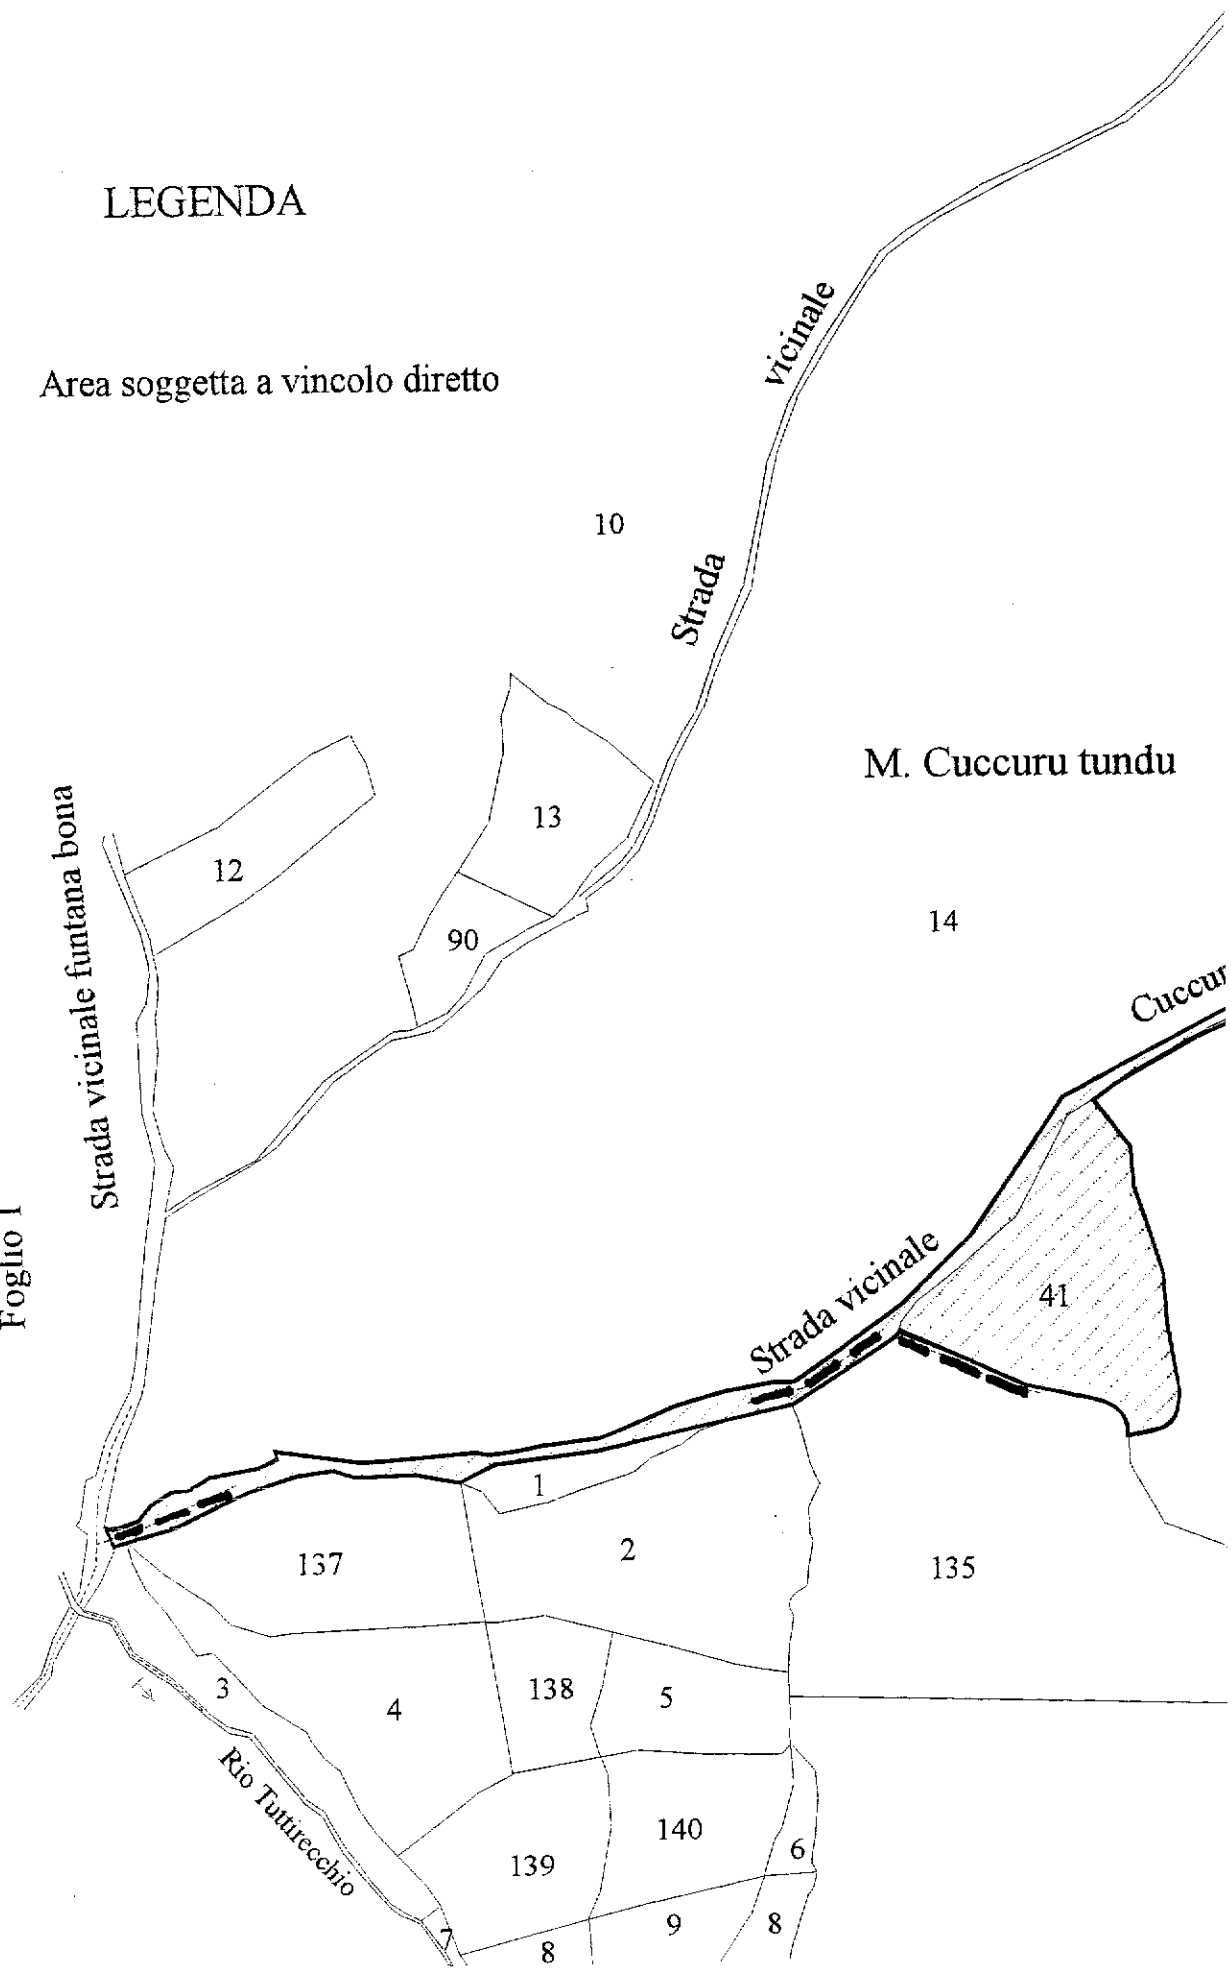 LEGENDA
Area soggetta a vincolo diretto
vicinale
10
Strada
M. Cuccuru tundu
13
12
Strada vicinale funtana bona
90
14
Cuccur
Foglio 1
Strada vicinale
41
1
137
2
135
3
4
138
5
Rio Tuttirecchio
140
139
6
7
8
9
8